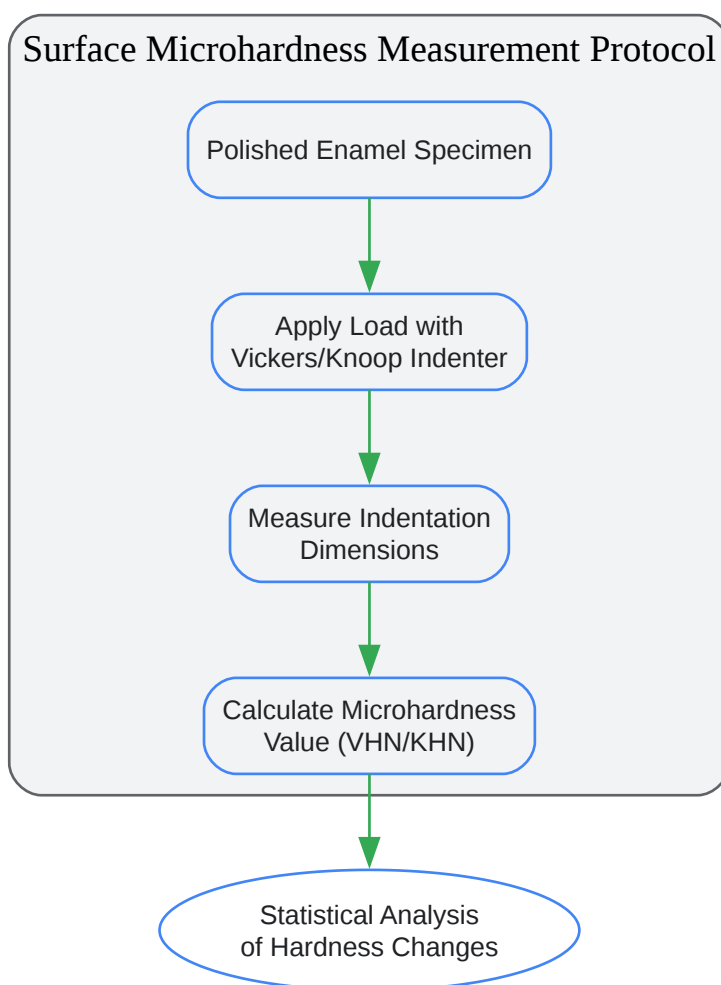 Surface Microhardness Measurement Protocol
Polished Enamel Specimen
Apply Load with
Vickers/Knoop Indenter
Measure Indentation
Dimensions
Calculate Microhardness
Value (VHN/KHN)
Statistical Analysis
of Hardness Changes